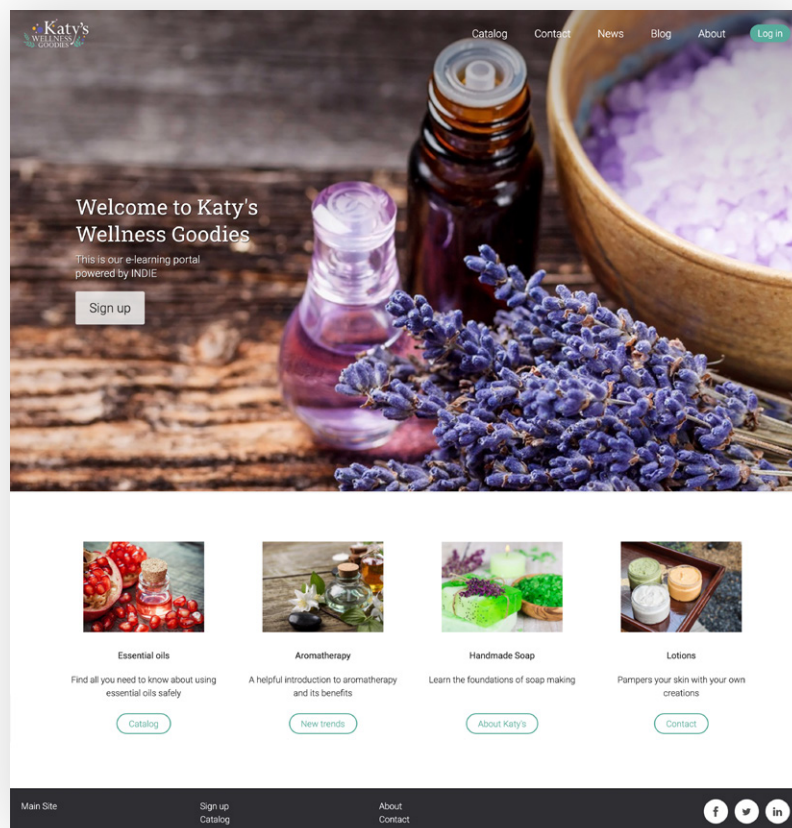 Katy's
WELLNESS
GOODIES
Catalog
Contact
News
Blog
About
Log in
Welcome to Katy's
Wellness Goodies
This is our e-learning portal
powered by INDIE
Sign up
Essential oils
Find all you need to know about using
essential oils safely
Catalog
Aromatherapy
A helpful introduction to aromatherapy
and its benefits
New trends
Handmade Soap
Learn the foundations of soap making
About Katy's
Lotions
Pampers your skin with your own
creations
Contact
Main Site
Sign up
Catalog
About
Contact
f
in